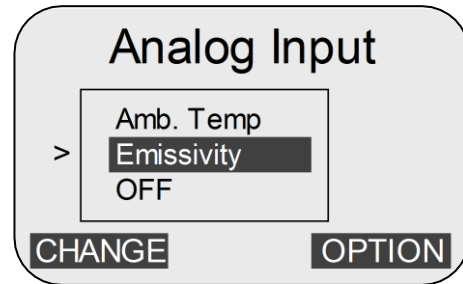 Analog Input
Amb. Temp
> Emissivity
OFF
CHANGE OPTION